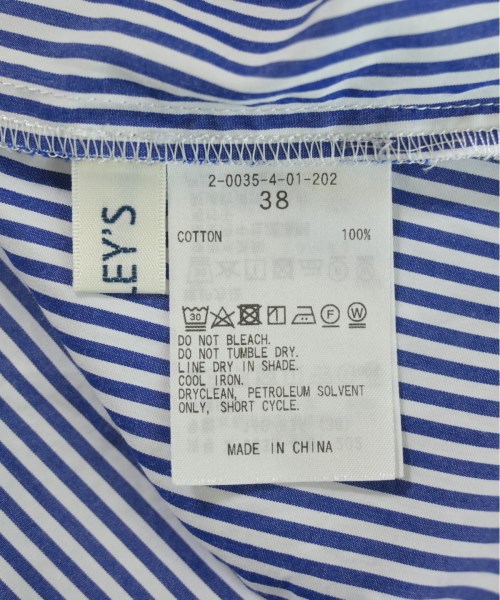 2-0035-4-01-202
38
COTTON 100%
30 F W
DO NOT BLEACH.
DO NOT TUMBLE DRY.
LINE DRY IN SHADE.
COOL IRON.
DRYCLEAN, PETROLEUM SOLVENT
ONLY, SHORT CYCLE.
MADE IN CHINA
LEY'S